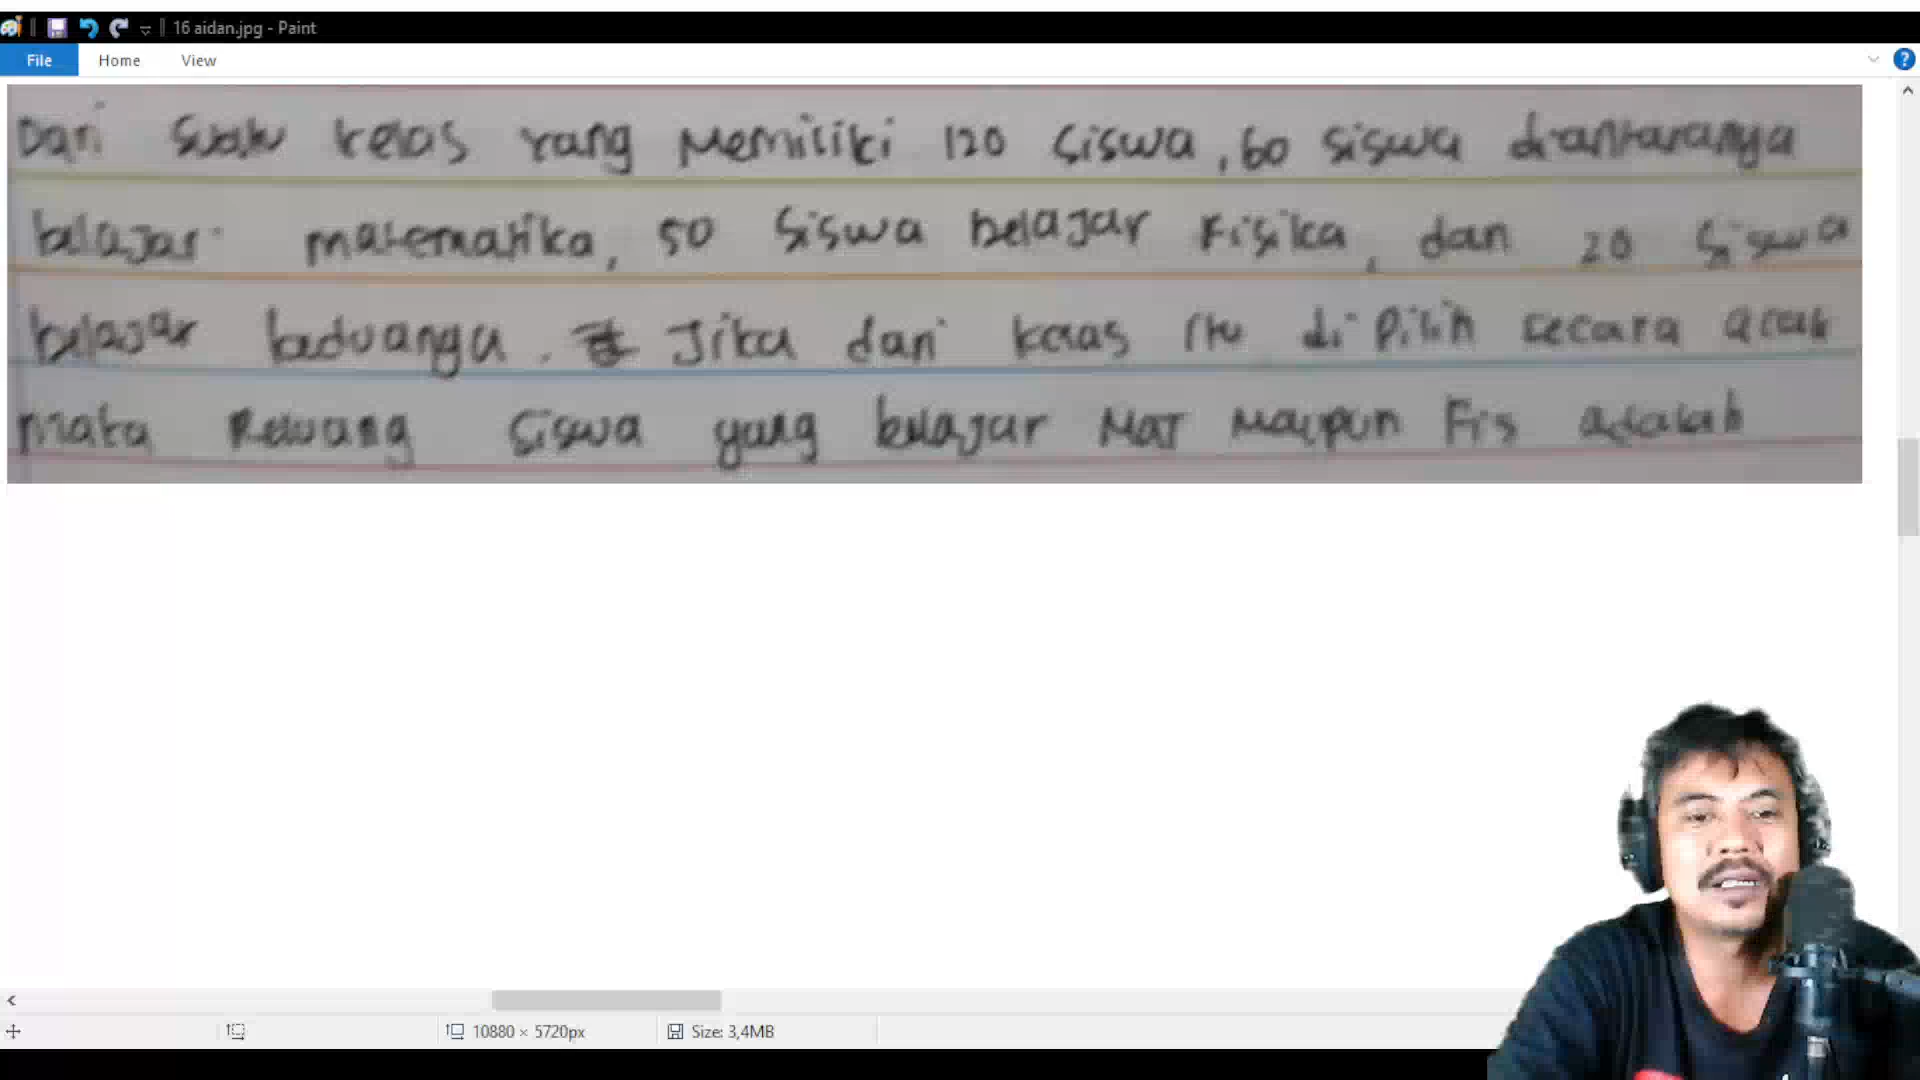 16 aidan.jpg - Paint
File Home View
Dari suatu kelas yang Memiliki 120 siswa, 60 siswa diantaranya
belajar matematika, 50 siswa belajar Fisika, dan 20 siswa
belajar keduanya. Jika dari kelas itu di Pilih secara acak
maka Peluang siswa yang belajar MAT Maupun Fis adalah
10880 × 5720px Size: 3,4MB